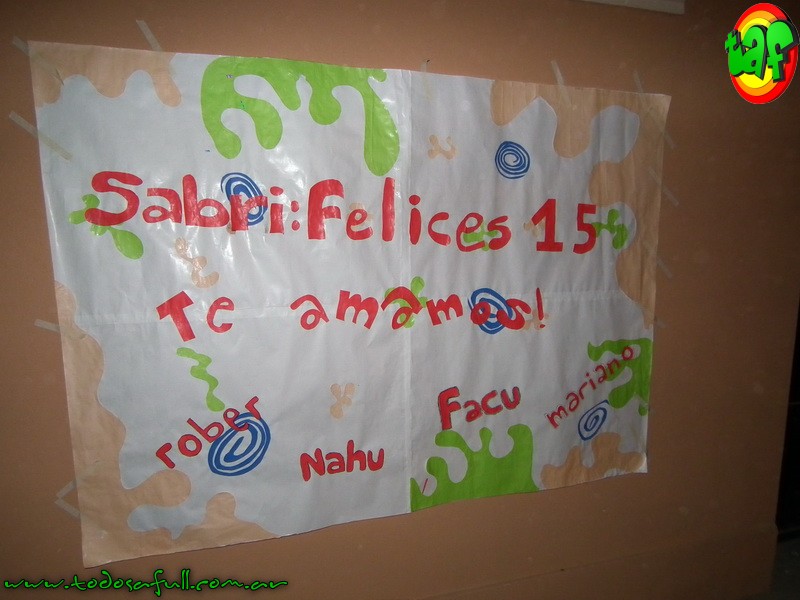 taf
Sabri: Felices 15
Te amamos!
rober Nahu Facu mariano
www.todosafull.com.ar